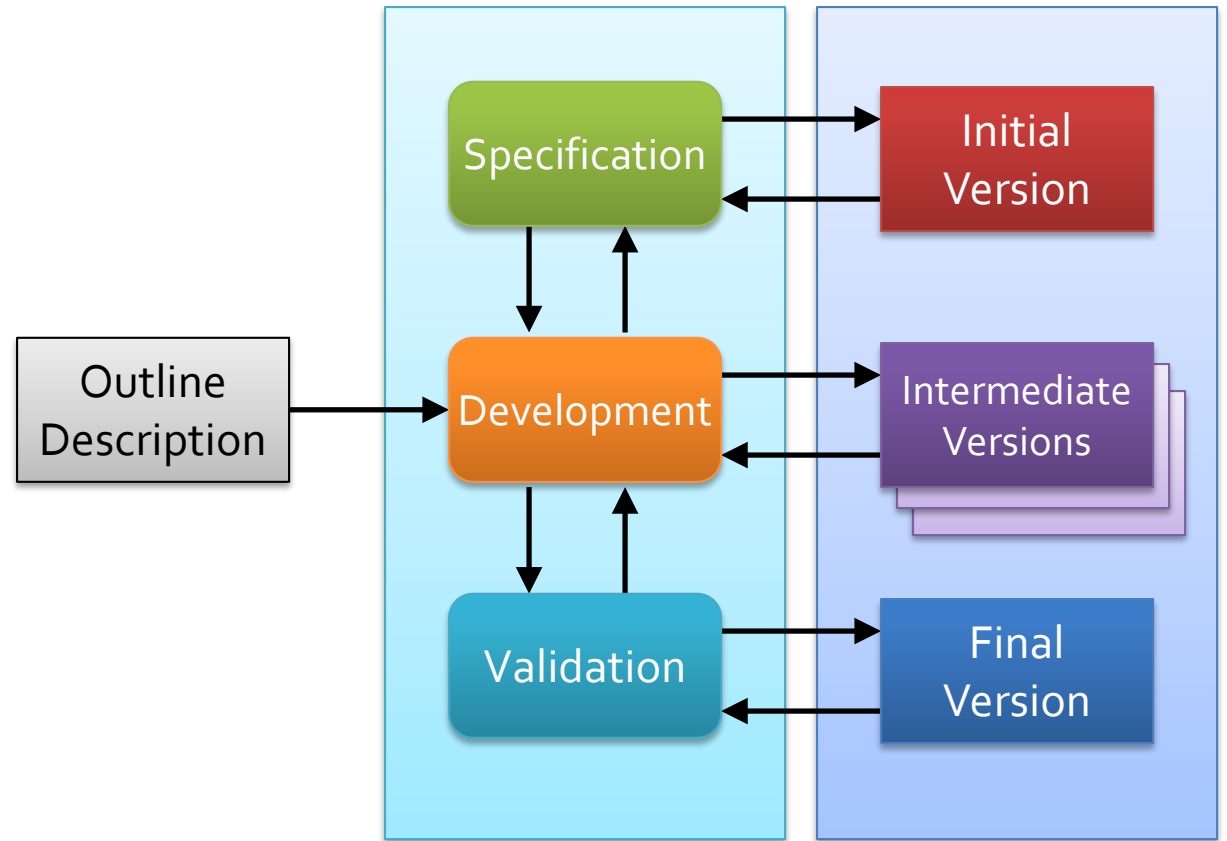 Specification
Initial
Version
Outline
Description
Development
Intermediate
Versions
Validation
Final
Version